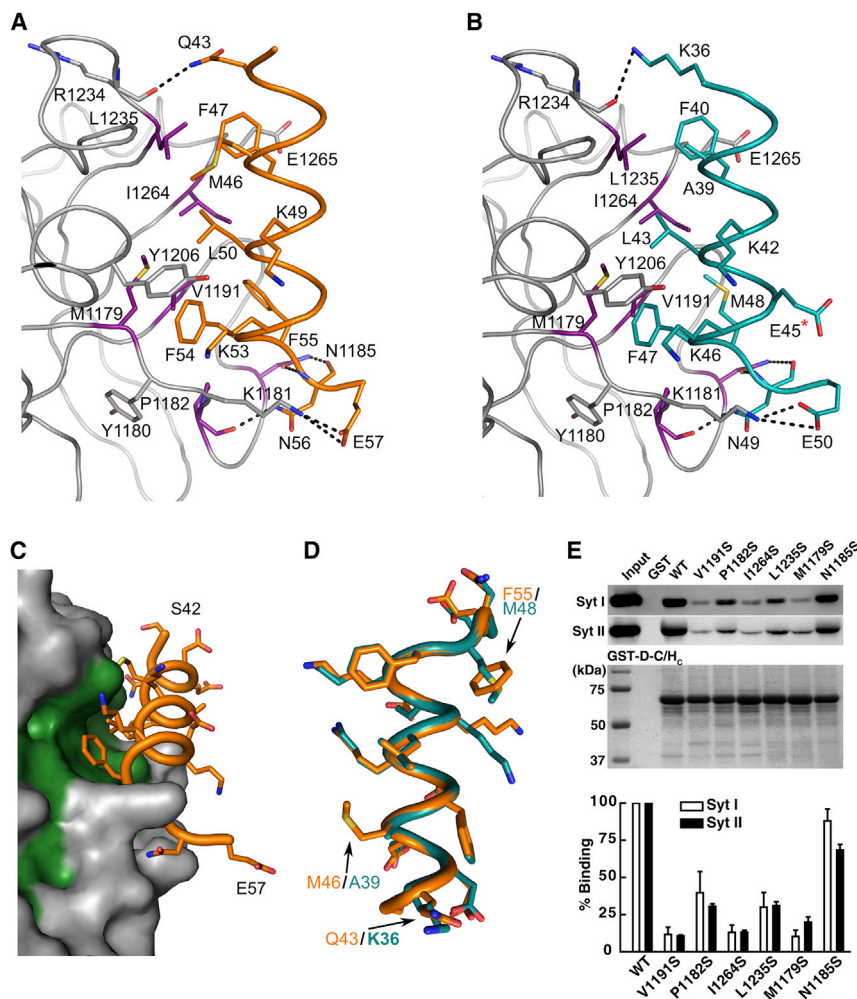 A
Q43
R1234
L1235
F47
E1265
M46
I1264
K49
L50
Y1206
V1191
M1179
F55
F54
K53
N1185
K1181
P1182
Y1180
N56
E57
B
K36
R1234
F40
E1265
L1235
A39
I1264
L43
K42
Y1206
V1191
M48
M1179
E45*
F47
K46
K1181
P1182
Y1180
N49
E50
C
S42
E57
D
F55/
M48
M46/A39
Q43/K36
E
Input
GST
WT
V1191S
P1182S
I1264S
L1235S
M1179S
N1185S
Syt I
Syt II
GST-D-C/HC
(kDa)
75
50
37
100
75
50
25
0
% Binding
Syt I
Syt II
WT
V1191S
P1182S
I1264S
L1235S
M1179S
N1185S